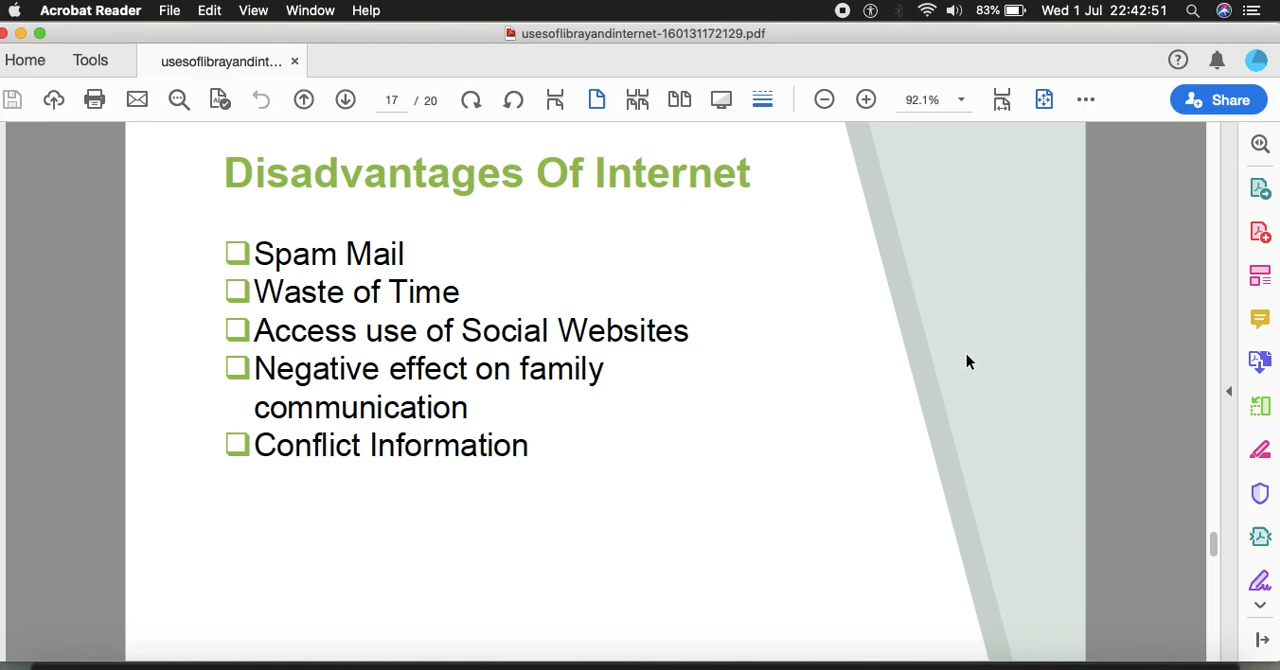 Acrobat Reader File Edit View Window Help 83% Wed 1 Jul 22:42:51
usesoflibrayandinternet-160131172129.pdf
Home Tools usesoflibrayandint... ×
17 / 20 92.1% Share
Disadvantages Of Internet
Spam Mail
Waste of Time
Access use of Social Websites
Negative effect on family
communication
Conflict Information